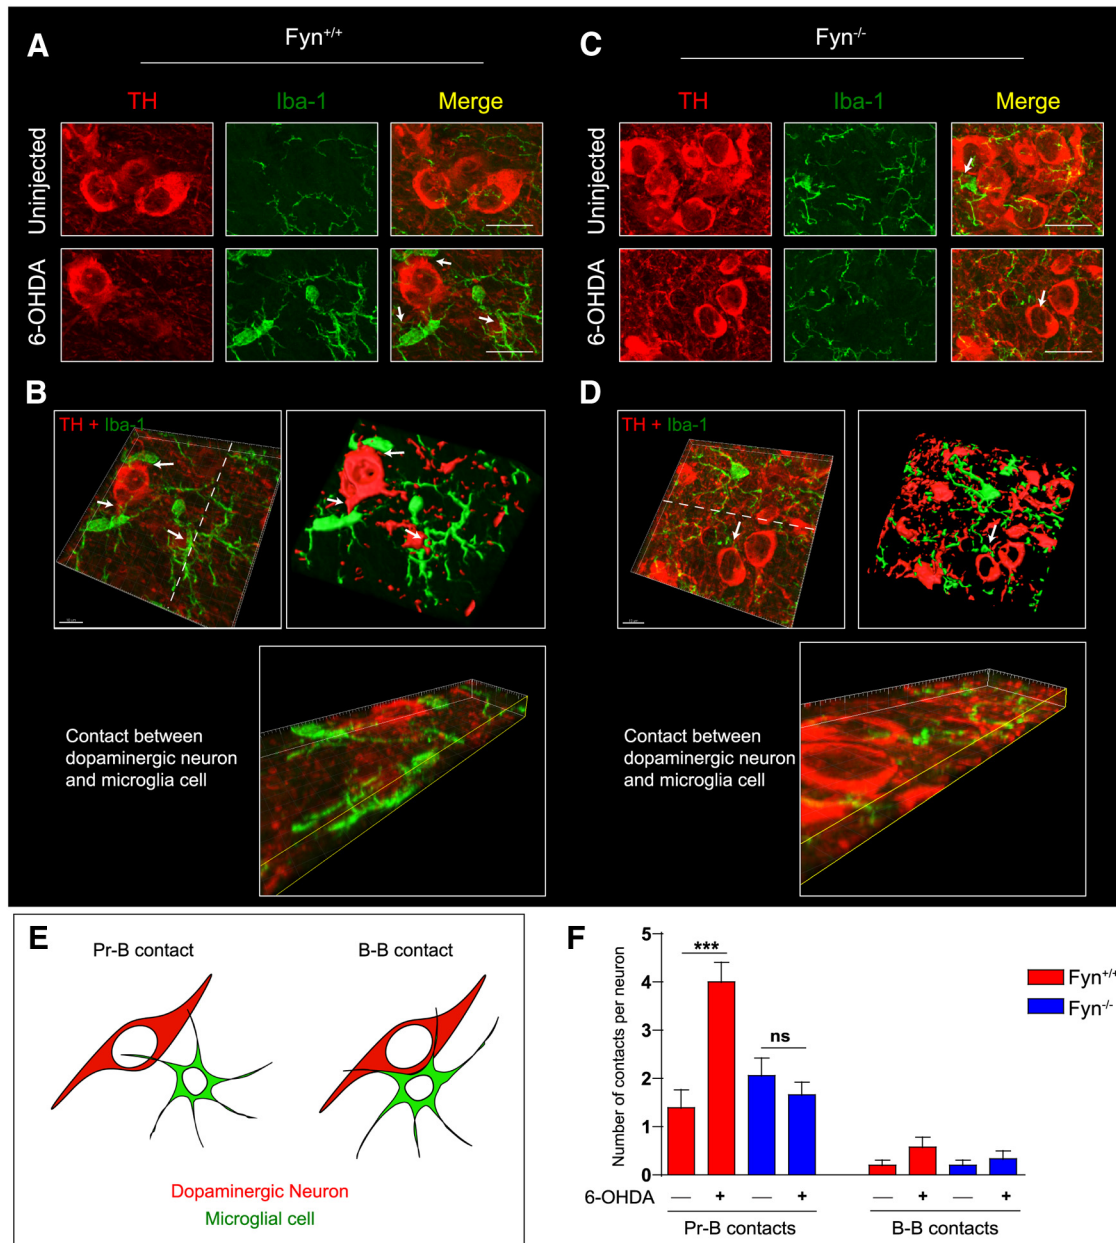 A
Fyn+/+
TH
Iba-1
Merge
Uninjected
6-OHDA
C
Fyn-/-
TH
Iba-1
Merge
Uninjected
6-OHDA
B
TH + Iba-1
Contact between
dopaminergic neuron
and microglia cell
D
TH + Iba-1
Contact between
dopaminergic neuron
and microglia cell
E
Pr-B contact
B-B contact
Dopaminergic Neuron
Microglial cell
F
Number of contacts per neuron
5
4
3
2
1
0
***
ns
Fyn+/+
Fyn-/-
6-OHDA — + — + — + — +
Pr-B contacts
B-B contacts